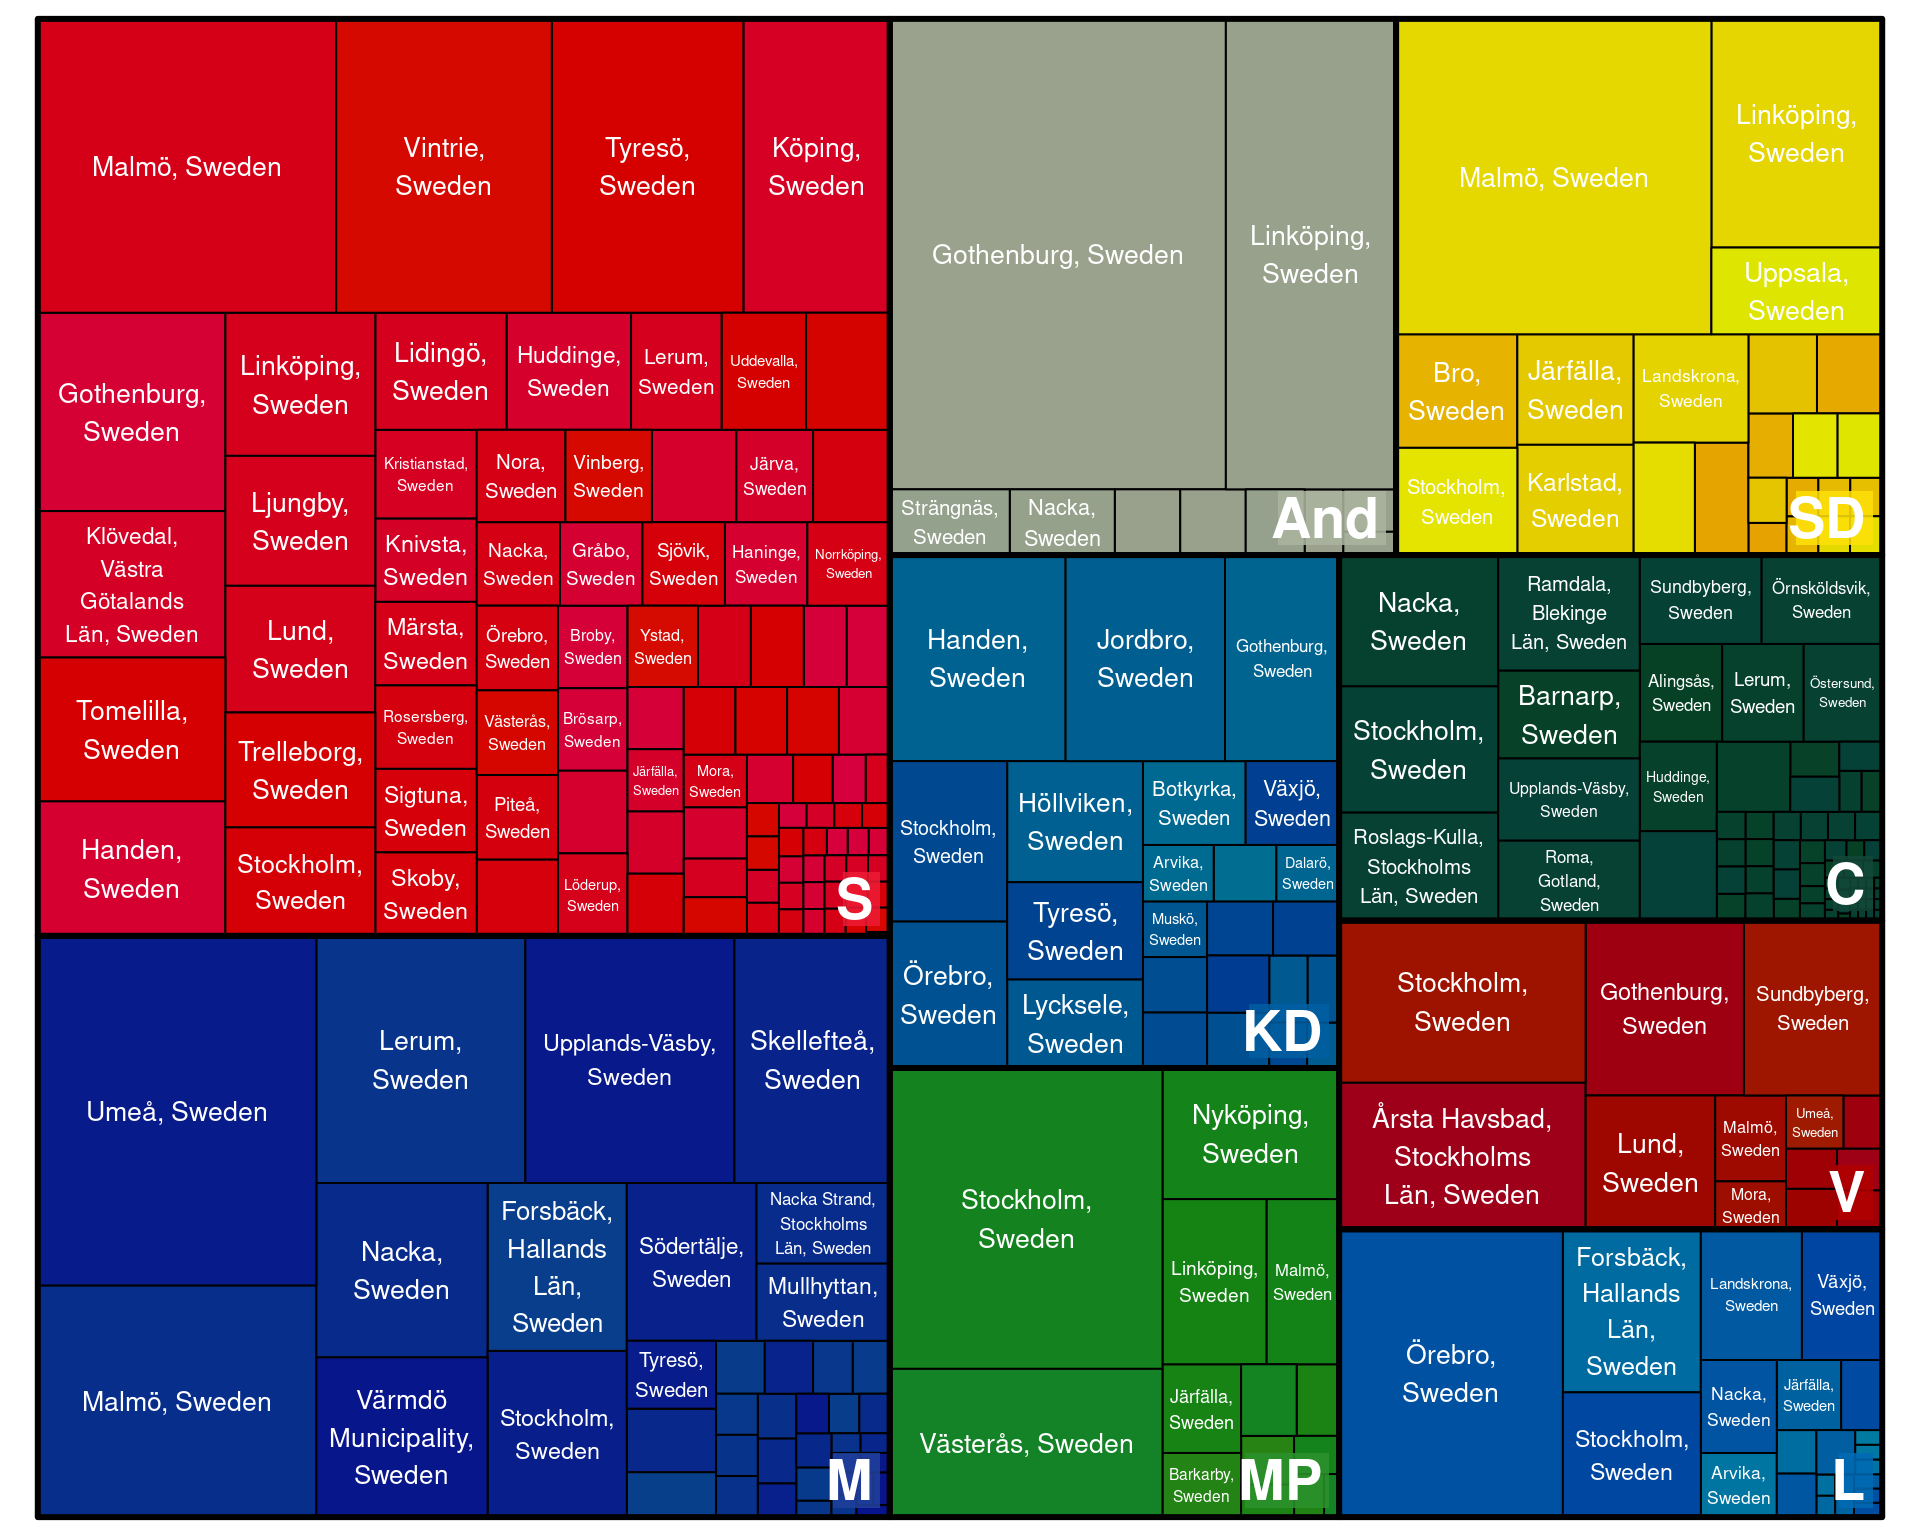 Malmö, Sweden
Vintrie,
Sweden
Tyresö,
Sweden
Köping,
Sweden
Gothenburg,
Sweden
Linköping,
Sweden
Lidingö,
Sweden
Huddinge,
Sweden
Lerum,
Sweden
Uddevalla,
Sweden
Klövedal,
Västra
Götalands
Län, Sweden
Ljungby,
Sweden
Kristianstad,
Sweden
Nora,
Sweden
Vinberg,
Sweden
Järva,
Sweden
Knivsta,
Sweden
Nacka,
Sweden
Gråbo,
Sweden
Sjövik,
Sweden
Haninge,
Sweden
Norrköping,
Sweden
Lund,
Sweden
Märsta,
Sweden
Örebro,
Sweden
Broby,
Sweden
Ystad,
Sweden
Tomelilla,
Sweden
Trelleborg,
Sweden
Rosersberg,
Sweden
Västerås,
Sweden
Brösarp,
Sweden
Järfälla,
Sweden
Mora,
Sweden
Handen,
Sweden
Stockholm,
Sweden
Sigtuna,
Sweden
Piteå,
Sweden
Skoby,
Sweden
Löderup,
Sweden
S
Gothenburg, Sweden
Linköping,
Sweden
Strängnäs,
Sweden
Nacka,
Sweden
And
Malmö, Sweden
Linköping,
Sweden
Uppsala,
Sweden
Bro,
Sweden
Järfälla,
Sweden
Landskrona,
Sweden
Stockholm,
Sweden
Karlstad,
Sweden
SD
Handen,
Sweden
Jordbro,
Sweden
Gothenburg,
Sweden
Stockholm,
Sweden
Höllviken,
Sweden
Botkyrka,
Sweden
Växjö,
Sweden
Arvika,
Sweden
Dalarö,
Sweden
Tyresö,
Sweden
Muskö,
Sweden
Örebro,
Sweden
Lycksele,
Sweden
KD
Nacka,
Sweden
Ramdala,
Blekinge
Län, Sweden
Sundbyberg,
Sweden
Örnsköldsvik,
Sweden
Stockholm,
Sweden
Barnarp,
Sweden
Alingsås,
Sweden
Lerum,
Sweden
Östersund,
Sweden
Upplands-Väsby,
Sweden
Huddinge,
Sweden
Roslags-Kulla,
Stockholms
Län, Sweden
Roma,
Gotland,
Sweden
C
Umeå, Sweden
Lerum,
Sweden
Upplands-Väsby,
Sweden
Skellefteå,
Sweden
Malmö, Sweden
Nacka,
Sweden
Forsbäck,
Hallands
Län,
Sweden
Södertälje,
Sweden
Nacka Strand,
Stockholms
Län, Sweden
Mullhyttan,
Sweden
Värmdö
Municipality,
Sweden
Stockholm,
Sweden
Tyresö,
Sweden
M
Stockholm,
Sweden
Nyköping,
Sweden
Linköping,
Sweden
Malmö,
Sweden
Västerås, Sweden
Järfälla,
Sweden
Barkarby,
Sweden
MP
Stockholm,
Sweden
Gothenburg,
Sweden
Sundbyberg,
Sweden
Årsta Havsbad,
Stockholms
Län, Sweden
Lund,
Sweden
Malmö,
Sweden
Umeå,
Sweden
Mora,
Sweden
V
Örebro,
Sweden
Forsbäck,
Hallands
Län,
Sweden
Landskrona,
Sweden
Växjö,
Sweden
Stockholm,
Sweden
Nacka,
Sweden
Järfälla,
Sweden
Arvika,
Sweden
L